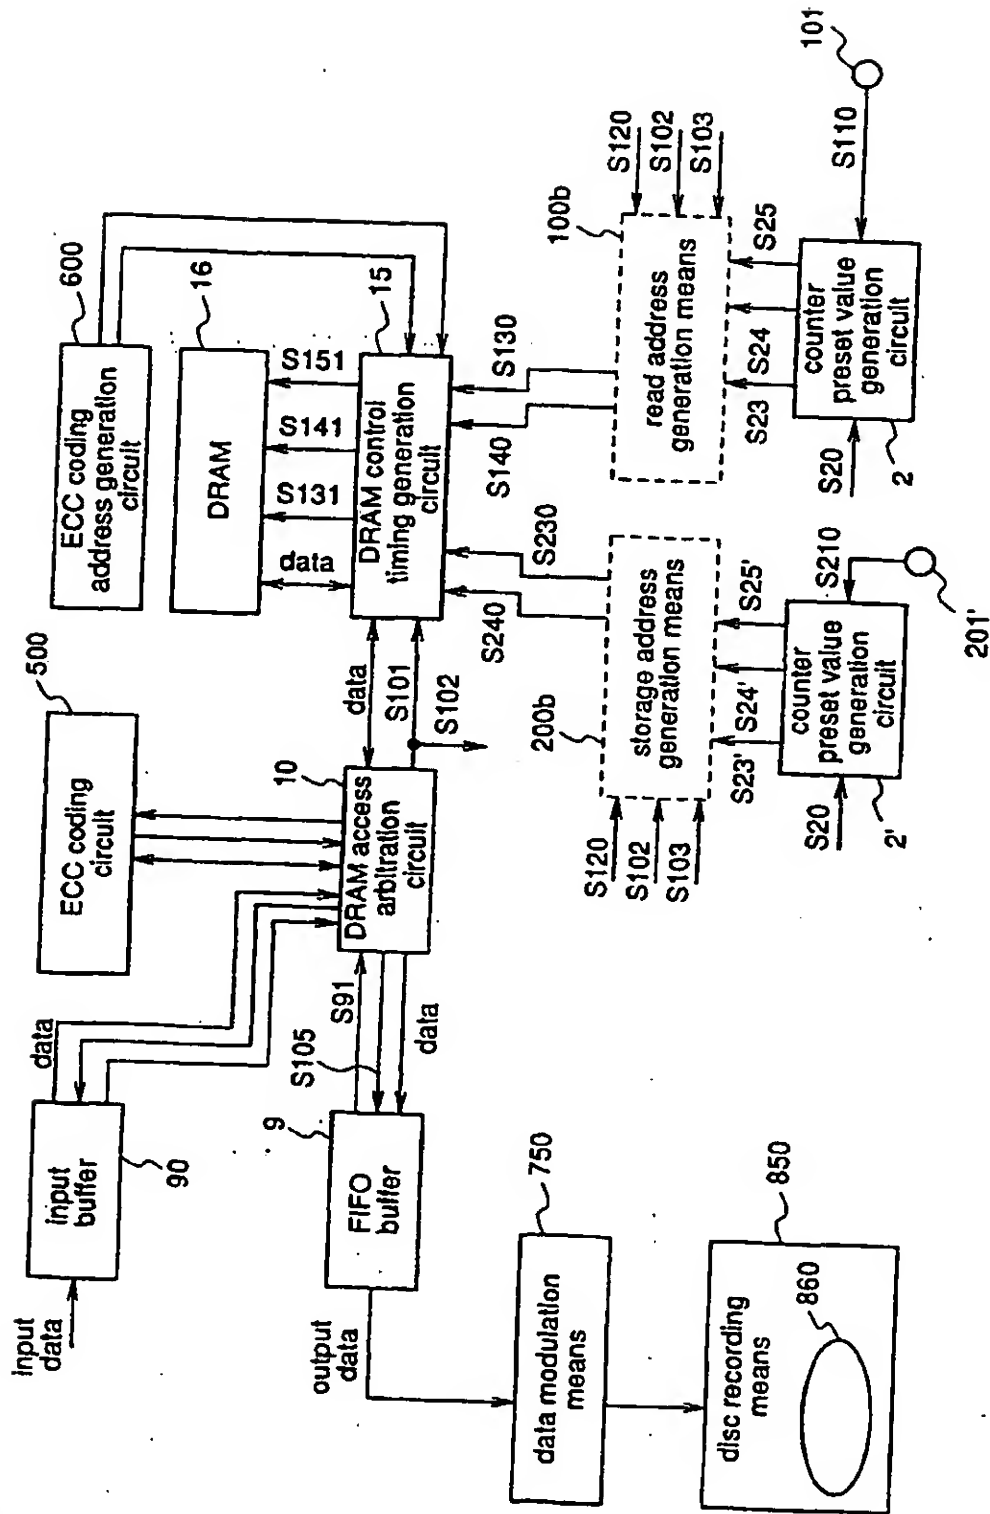 Input
data
input
buffer
90
data
500
ECC coding
circuit
600
ECC coding
address generation
circuit
16
DRAM
S151
S141
S131
data
15
DRAM control
timing generation
circuit
data
S101
S102
10
DRAM access
arbitration
circuit
S91
S105
data
9
FIFO
buffer
output
data
750
data modulation
means
850
disc recording
means
860
S240
S230
S140
S130
200b
storage address
generation means
S120
S102
S103
S23'
S24'
S25'
S210
201'
S20
2'
counter
preset value
generation
circuit
100b
read address
generation means
S120
S102
S103
S23
S24
S25
S110
101
S20
2
counter
preset value
generation
circuit